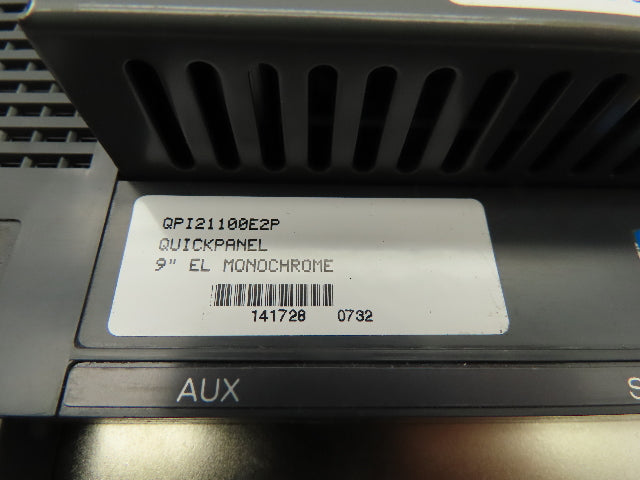 QPI21100E2P
QUICKPANEL
9" EL MONOCHROME
141728 0732
AUX
S